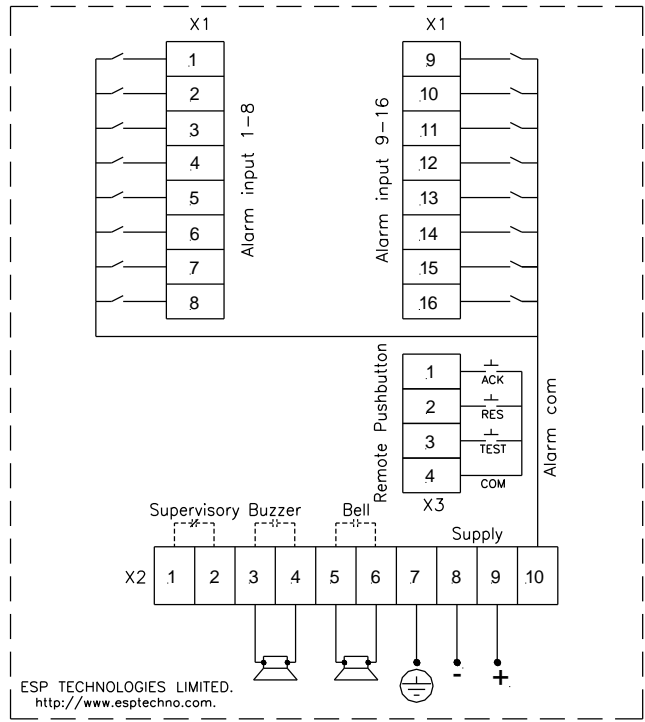 X1 X1
1 9
2 10
3 11
4 12
5 13
6 14
7 15
8 16
Alarm input 1-8
Alarm input 9-16
Remote Pushbutton
1 ACK
2 RES
3 TEST
4 COM
X3
Alarm com
Supervisory Buzzer Bell Supply
X2 1 2 3 4 5 6 7 8 9 10
- +
ESP TECHNOLOGIES LIMITED.
http://www.esptechno.com.